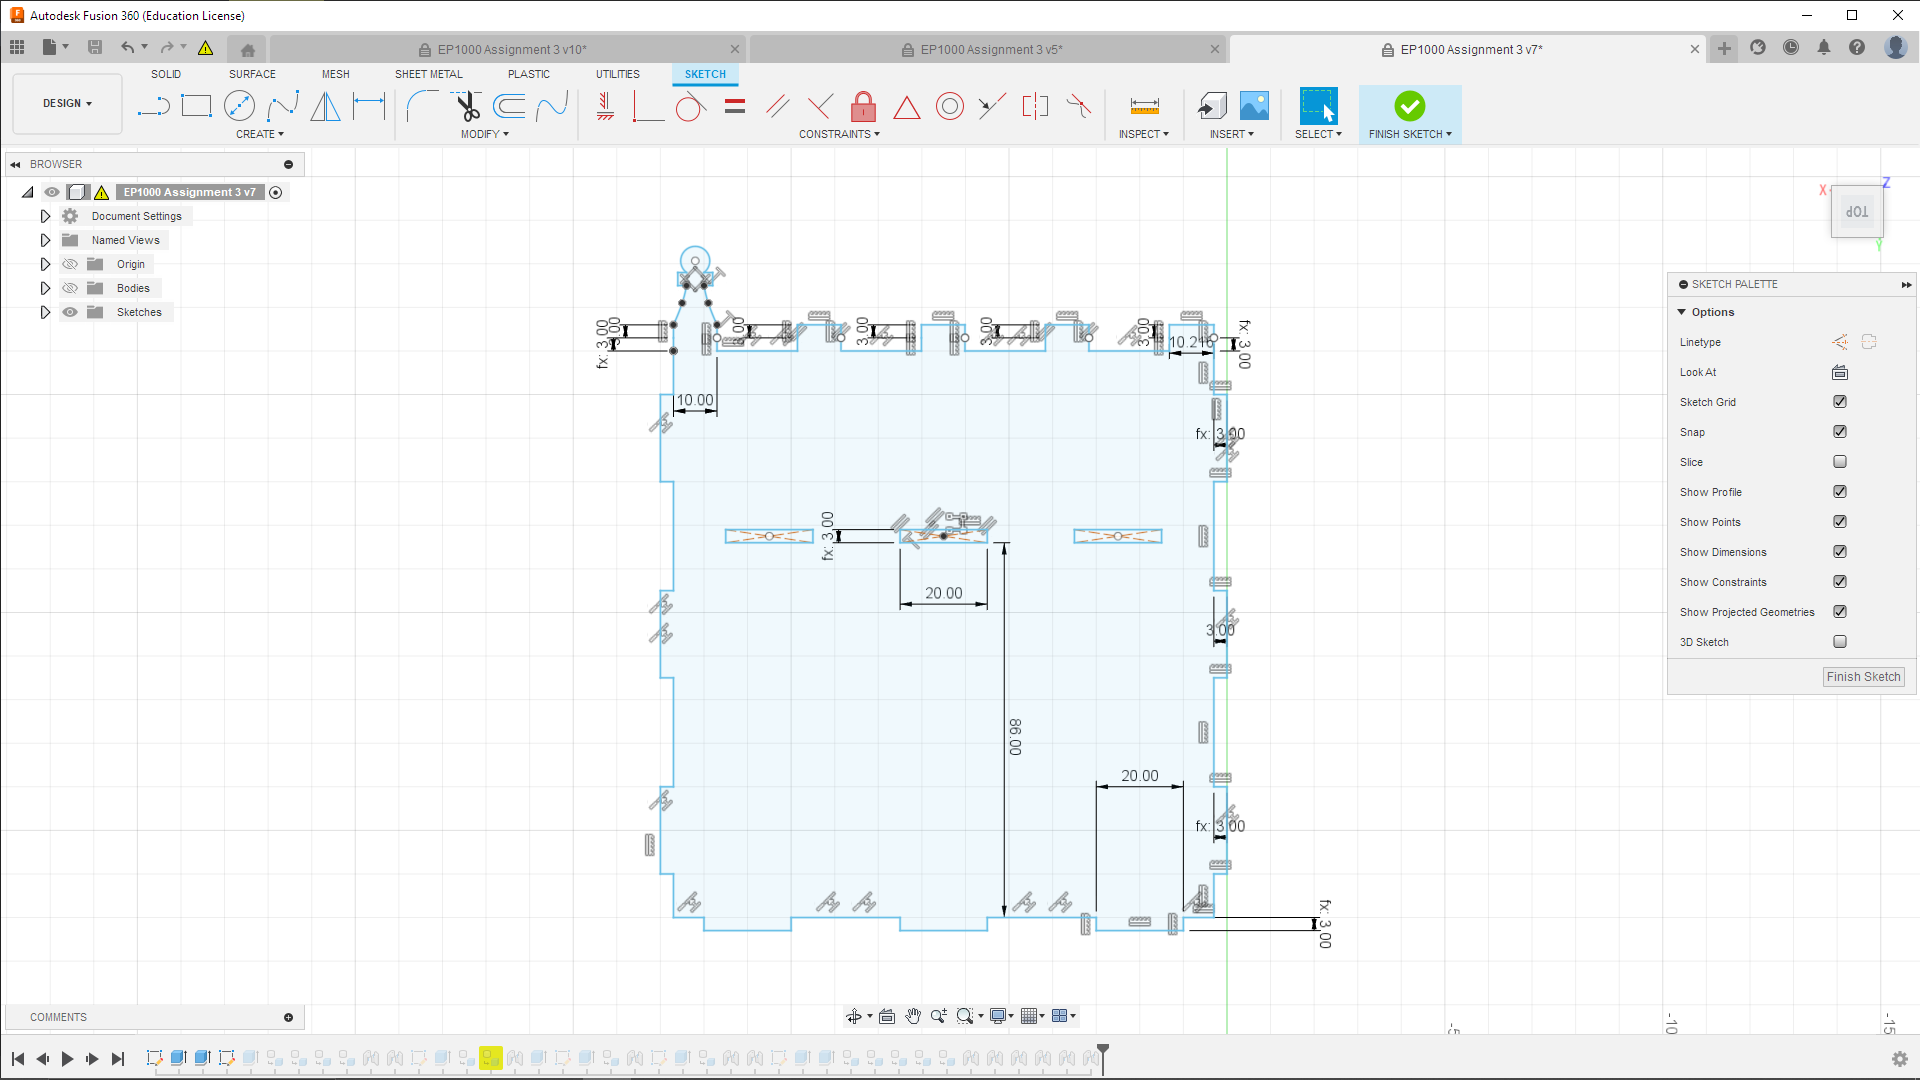 Autodesk Fusion 360 (Education License)
EP1000 Assignment 3 v10*
EP1000 Assignment 3 v5*
EP1000 Assignment 3 v7*
DESIGN
SOLID
SURFACE
MESH
SHEET METAL
PLASTIC
UTILITIES
SKETCH
CREATE
MODIFY
CONSTRAINTS
INSPECT
INSERT
SELECT
FINISH SKETCH
BROWSER
EP1000 Assignment 3 v7
Document Settings
Named Views
Origin
Bodies
Sketches
X
Z
TOP
Y
SKETCH PALETTE
Options
Linetype
Look At
Sketch Grid
Snap
Slice
Show Profile
Show Points
Show Dimensions
Show Constraints
Show Projected Geometries
3D Sketch
Finish Sketch
3.00
3.00
fx: 3.00
3.00
3.00
3.00
fx: 3.00
10.00
fx: 3.00
fx: 3.00
20.00
3.00
86.00
20.00
fx: 3.00
fx: 3.00
-5
-10
-15
COMMENTS